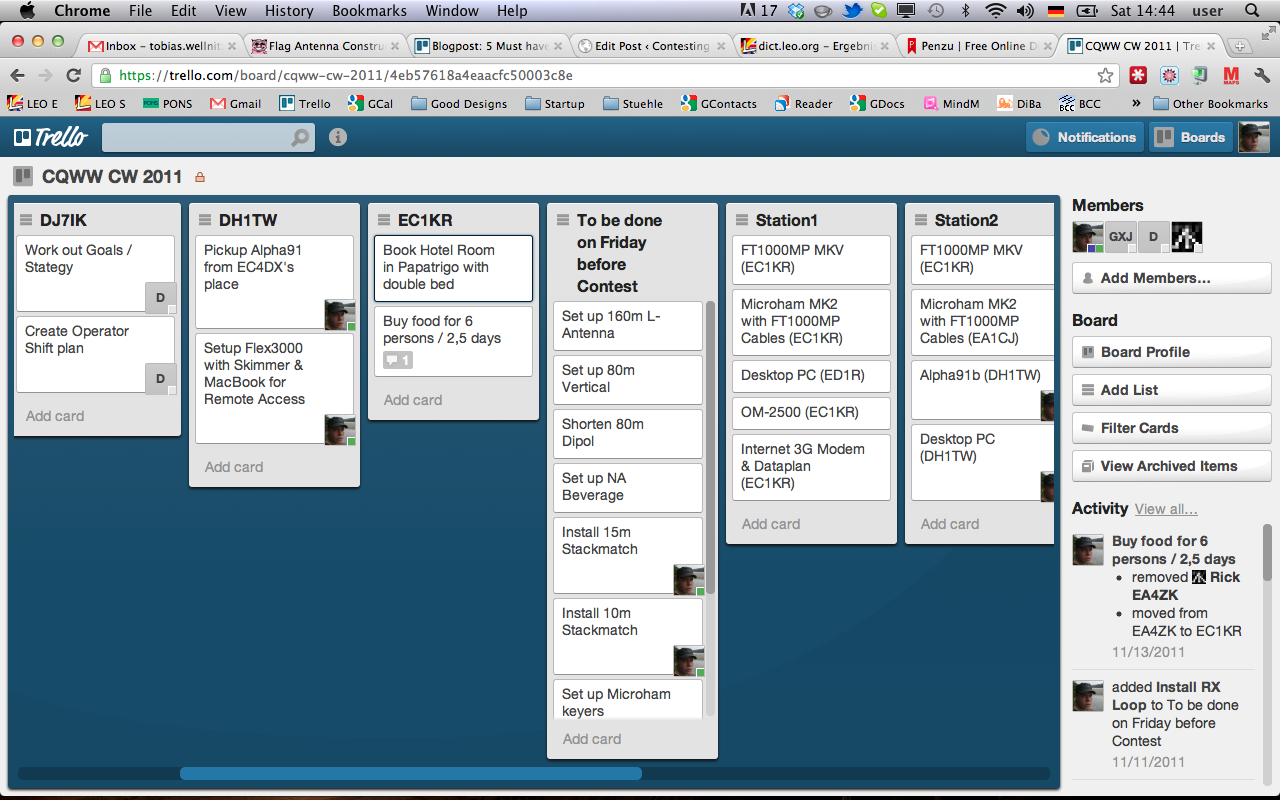 Chrome File Edit View History Bookmarks Window Help 17 Sat 14:44 user
Inbox - tobias.wellnit
Flag Antenna Constru
Blogpost: 5 Must have
Edit Post ‹ Contesting
dict.leo.org - Ergebnis
Penzu | Free Online D
CQWW CW 2011 | Tre
https://trello.com/board/cqww-cw-2011/4eb57618a4eaacfc50003c8e
MAPS
LEO E
LEO S
PONS PONS
Gmail
Trello
GCal
Good Designs
Startup
Stuehle
GContacts
Reader
GDocs
MindM
DiBa
BCC BCC
» Other Bookmarks
Trello
Notifications
Boards
CQWW CW 2011
DJ7IK
Work out Goals /
Stategy
D
Create Operator
Shift plan
D
Add card
DH1TW
Pickup Alpha91
from EC4DX's
place
Setup Flex3000
with Skimmer &
MacBook for
Remote Access
Add card
EC1KR
Book Hotel Room
in Papatrigo with
double bed
Buy food for 6
persons / 2,5 days
1
Add card
To be done
on Friday
before
Contest
Set up 160m L-
Antenna
Set up 80m
Vertical
Shorten 80m
Dipol
Set up NA
Beverage
Install 15m
Stackmatch
Install 10m
Stackmatch
Set up Microham
keyers
Add card
Station1
FT1000MP MKV
(EC1KR)
Microham MK2
with FT1000MP
Cables (EC1KR)
Desktop PC (ED1R)
OM-2500 (EC1KR)
Internet 3G Modem
& Dataplan
(EC1KR)
Add card
Station2
FT1000MP MKV
(EC1KR)
Microham MK2
with FT1000MP
Cables (EA1CJ)
Alpha91b (DH1TW)
Desktop PC
(DH1TW)
Add card
Members
GXJ D
Add Members...
Board
Board Profile
Add List
Filter Cards
View Archived Items
Activity View all...
Buy food for 6
persons / 2,5 days
• removed Rick
EA4ZK
• moved from
EA4ZK to EC1KR
11/13/2011
added Install RX
Loop to To be done
on Friday before
Contest
11/11/2011